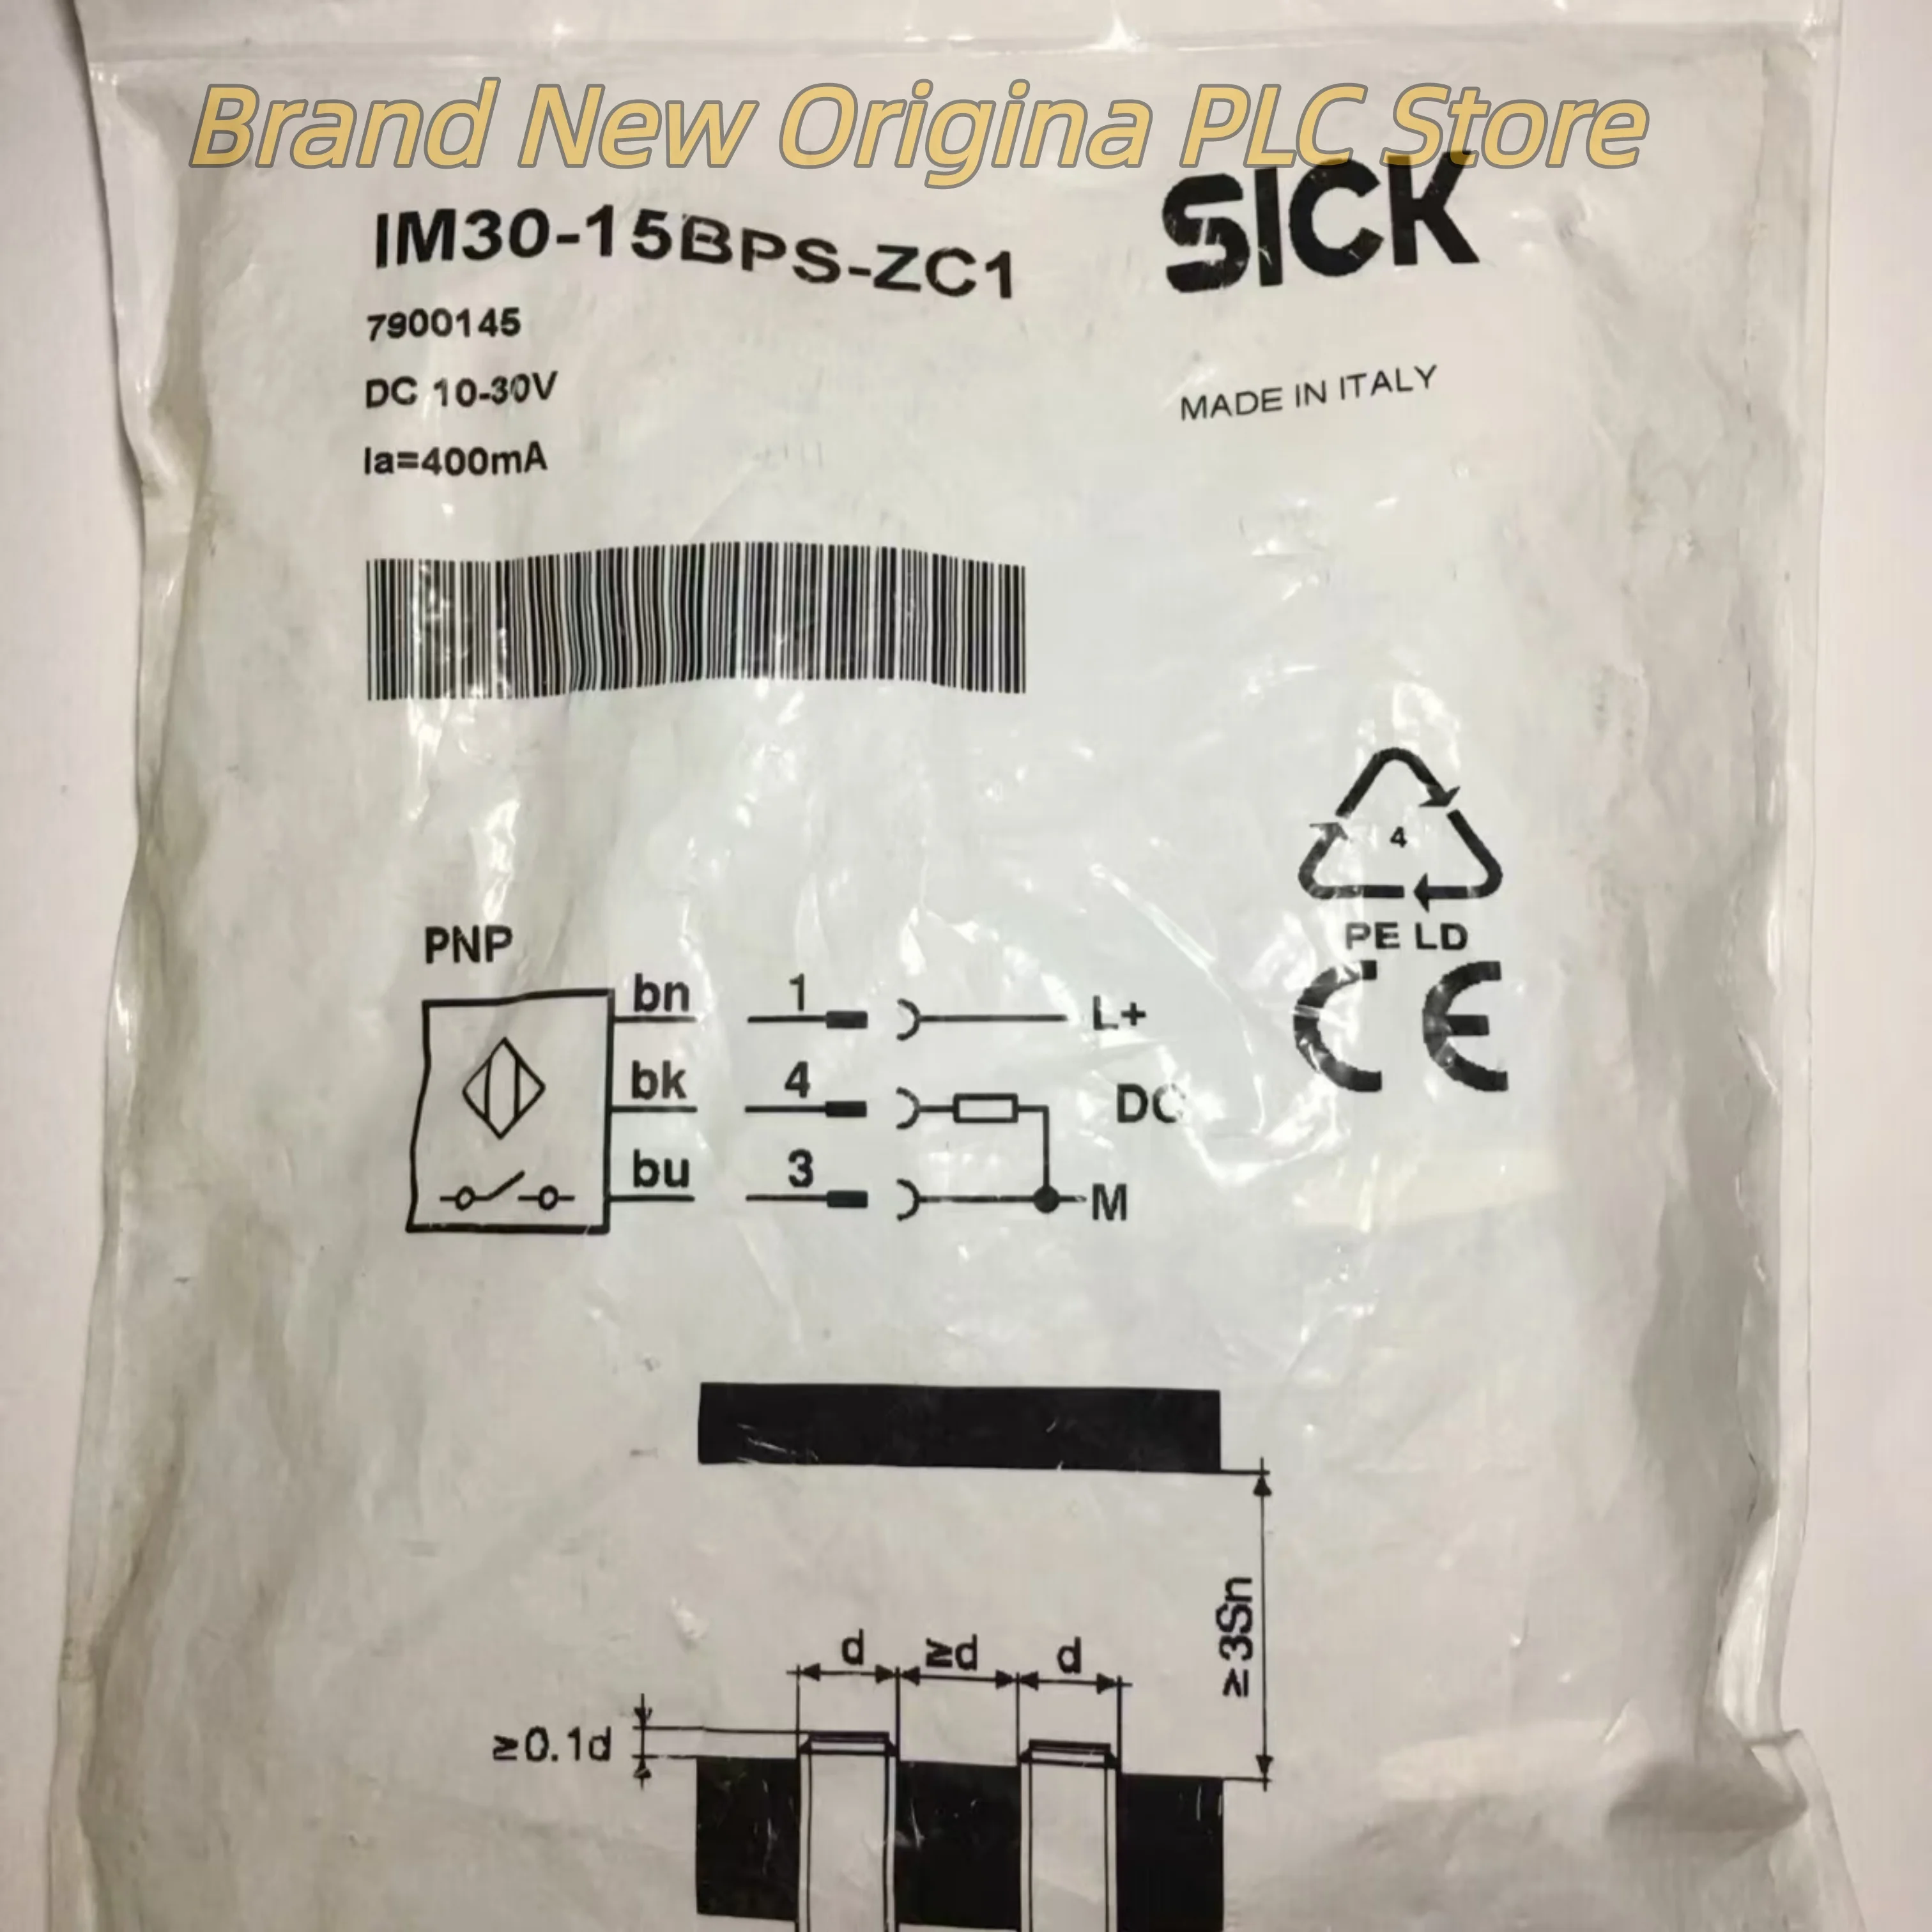 Brand New Origina PLC Store
SICK
IM30-15BPS-ZC1
7900145
DC 10-30V
MADE IN ITALY
Ia=400mA
4
PE LD
CE
PNP
bn 1 L+
bk 4 DC
bu 3 M
≥3Sn
d ≥d d
≥0.1d